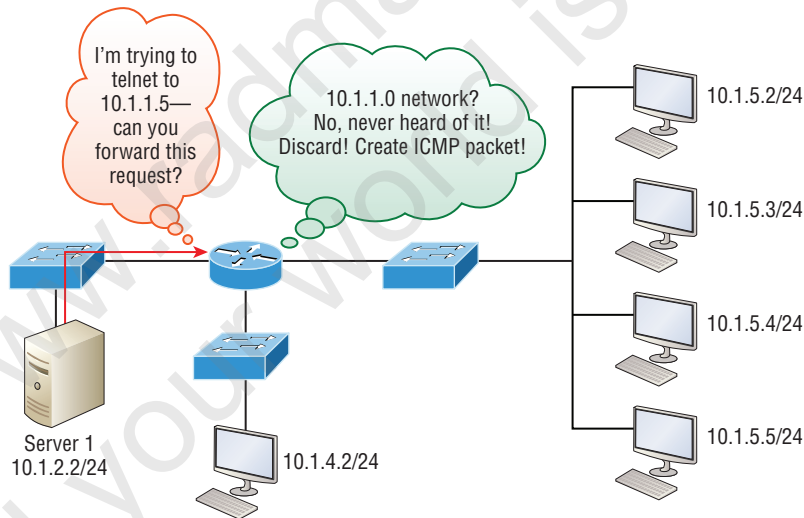 I'm trying to
telnet to
10.1.1.5—
can you
forward this
request?
10.1.1.0 network?
No, never heard of it!
Discard! Create ICMP packet!
10.1.5.2/24
10.1.5.3/24
10.1.5.4/24
10.1.5.5/24
Server 1
10.1.2.2/24
10.1.4.2/24
your world is